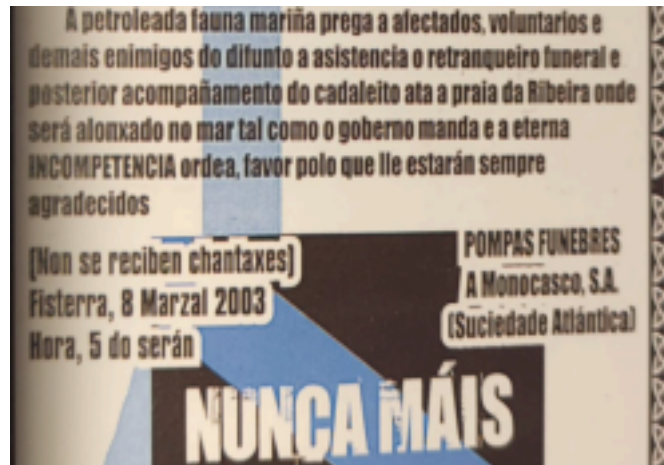 A petroleada fauna mariña prega a afectados, voluntarios e
demais enimigos do difunto a asistencia o retranqueiro funeral e
posterior acompañamento do cadaleito ata a praia da Ribeira onde
será alonxado no mar tal como o goberno manda e a eterna
INCOMPETENCIA ordea, favor polo que lle estarán sempre
agradecidos
[Non se reciben chantaxes]
Fisterra, 8 Marzal 2003
Hora, 5 do serán
POMPAS FUNEBRES
A Monocasco, S.A.
(Suciedade Atlántica)
NUNCA MÁIS